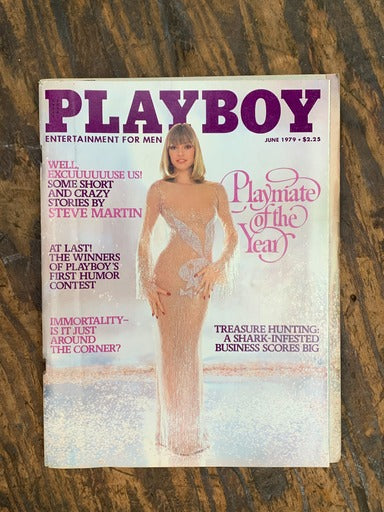 PLAYBOY
ENTERTAINMENT FOR MEN
JUNE 1979 • $2.25
WELL,
EXCUUUUUUSE US!
SOME SHORT
AND CRAZY
STORIES BY
STEVE MARTIN
Playmate
of the
Year
AT LAST!
THE WINNERS
OF PLAYBOY'S
FIRST HUMOR
CONTEST
IMMORTALITY–
IS IT JUST
AROUND
THE CORNER?
TREASURE HUNTING:
A SHARK-INFESTED
BUSINESS SCORES BIG